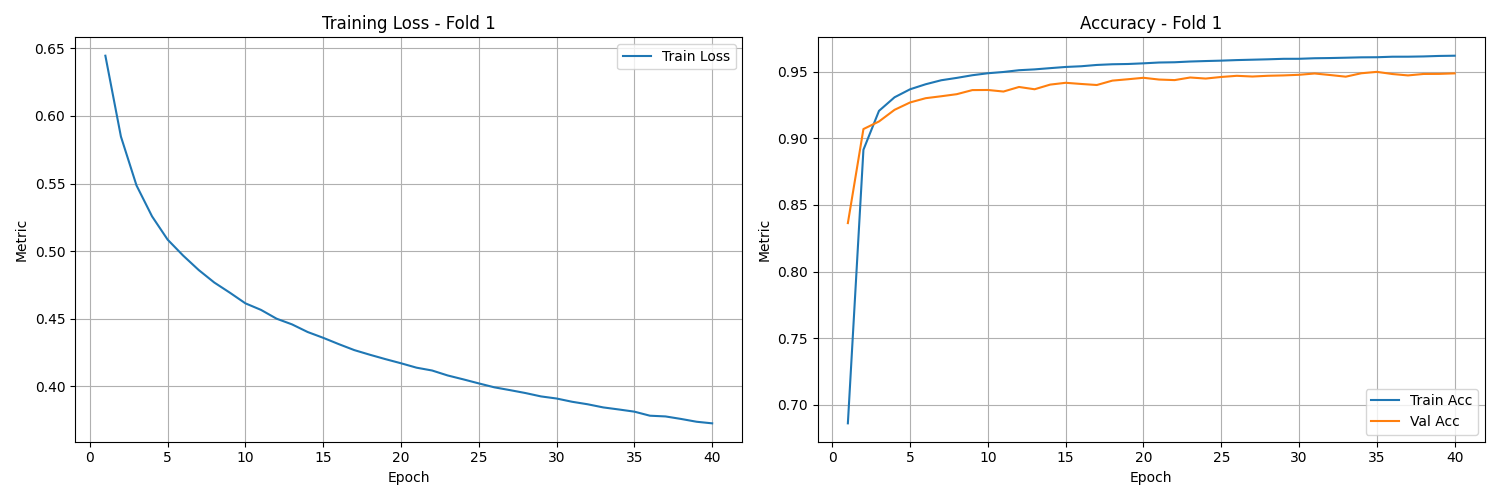 Training Loss - Fold 1
Metric
0.65
0.60
0.55
0.50
0.45
0.40
Train Loss
0 5 10 15 20 25 30 35 40
Epoch
Accuracy - Fold 1
Metric
0.95
0.90
0.85
0.80
0.75
0.70
Train Acc
Val Acc
0 5 10 15 20 25 30 35 40
Epoch